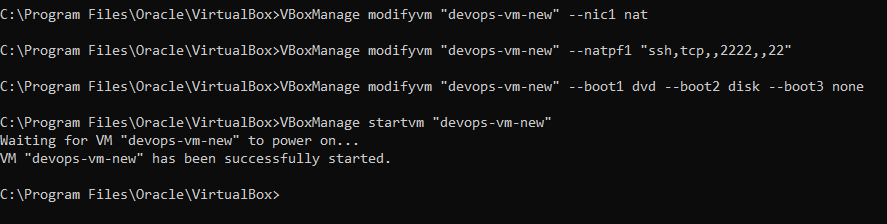 C:\Program Files\Oracle\VirtualBox>VBoxManage modifyvm "devops-vm-new" --nic1 nat
C:\Program Files\Oracle\VirtualBox>VBoxManage modifyvm "devops-vm-new" --natpf1 "ssh,tcp,,2222,,22"
C:\Program Files\Oracle\VirtualBox>VBoxManage modifyvm "devops-vm-new" --boot1 dvd --boot2 disk --boot3 none
C:\Program Files\Oracle\VirtualBox>VBoxManage startvm "devops-vm-new"
Waiting for VM "devops-vm-new" to power on...
VM "devops-vm-new" has been successfully started.
C:\Program Files\Oracle\VirtualBox>